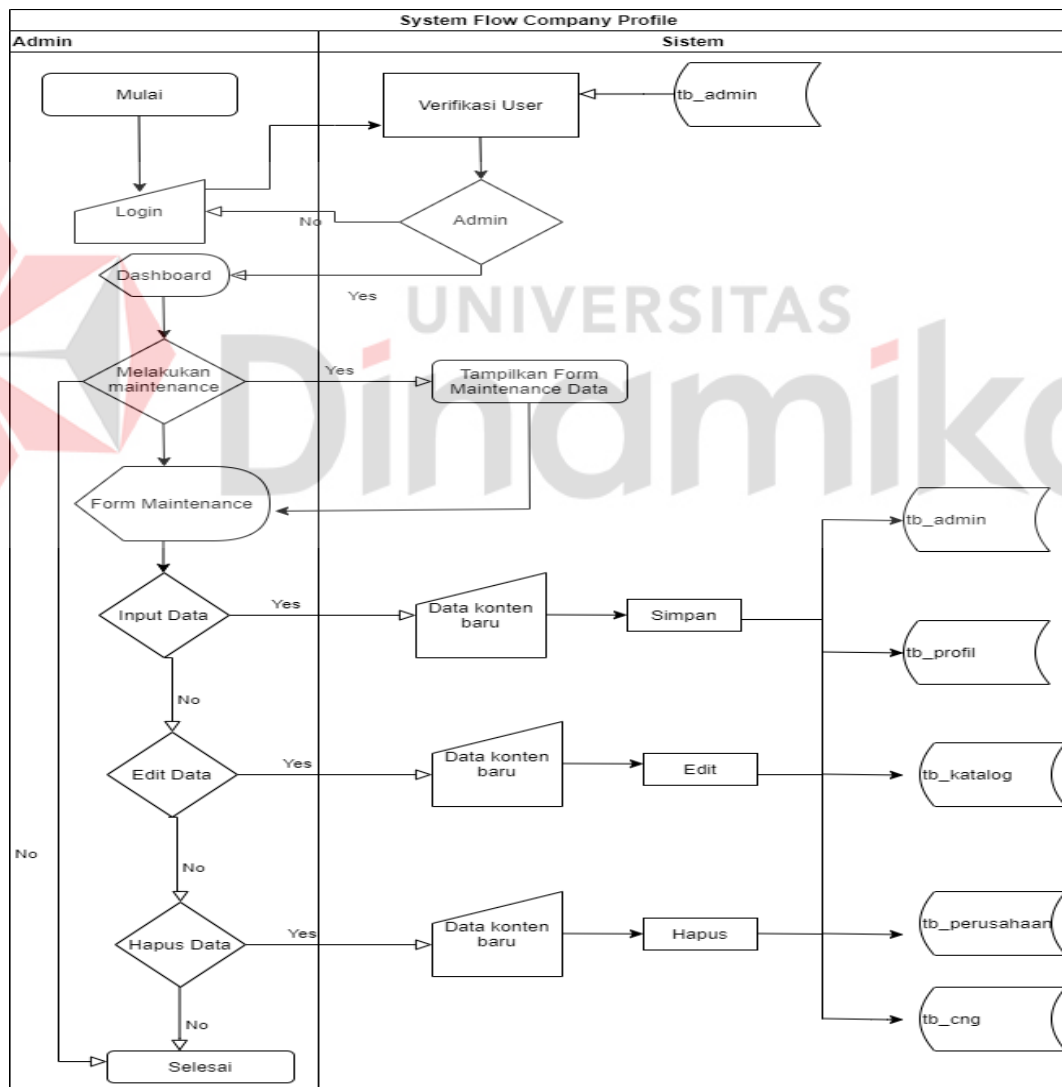 System Flow Company Profile
Admin
Sistem
Mulai
Verifikasi User
tb_admin
Login
No
Admin
Dashboard
Yes
UNIVERSITAS
Dinamika
Melakukan
maintenance
Yes
Tampilkan Form
Maintenance Data
Form Maintenance
tb_admin
Input Data
Yes
Data konten
baru
Simpan
tb_profil
No
Edit Data
Yes
Data konten
baru
Edit
tb_katalog
No
No
Hapus Data
Yes
Data konten
baru
Hapus
tb_perusahaan
No
tb_cng
Selesai